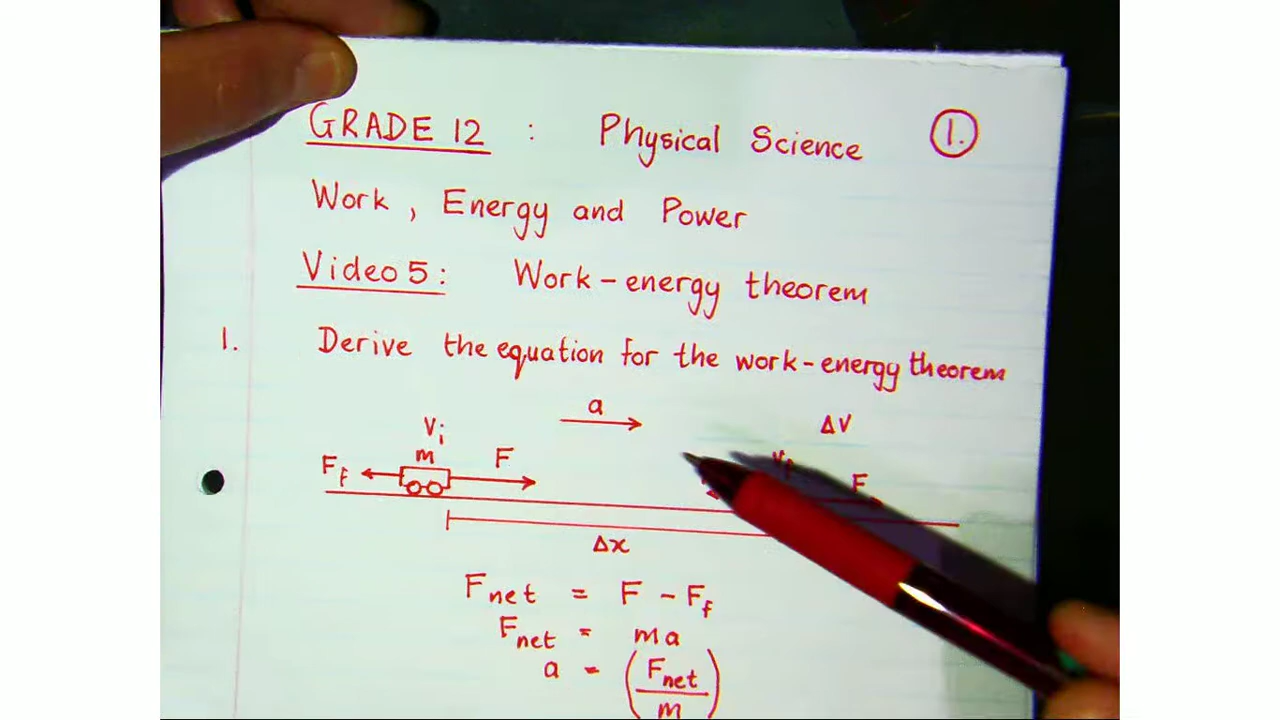 GRADE 12 : Physical Science 1.
Work, Energy and Power
Video 5: Work-energy theorem
1. Derive the equation for the work-energy theorem
a ΔV
Vi
m F Ff
F
Δx
Fnet = F - Ff
Fnet = ma
a = (Fnet/m)